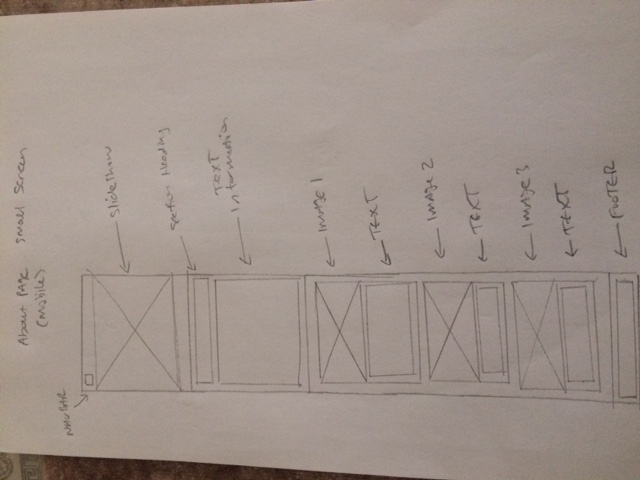 About PAGE Small Screen
(mobile)
NAVBAR
Slideshow
Section Heading
TEXT
Information
IMAGE 1
TEXT
IMAGE 2
TEXT
IMAGE 3
TEXT
FOOTER